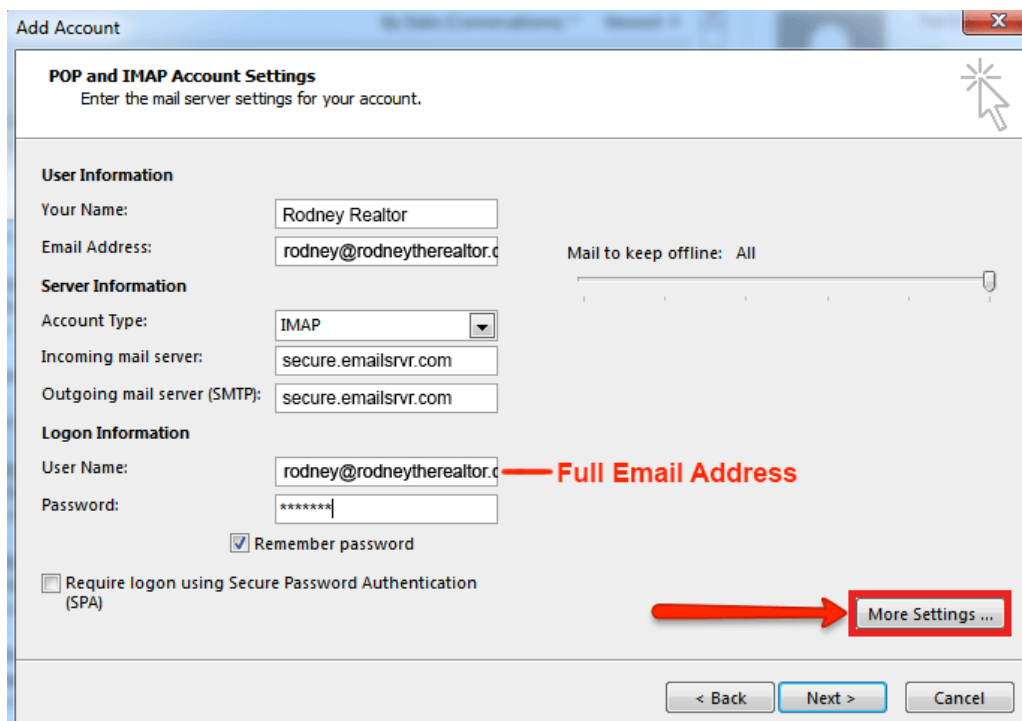 Add Account
POP and IMAP Account Settings
Enter the mail server settings for your account.
User Information
Your Name: Rodney Realtor
Email Address: rodney@rodneytherealtor.c
Mail to keep offline: All
Server Information
Account Type: IMAP
Incoming mail server: secure.emailsrvr.com
Outgoing mail server (SMTP): secure.emailsrvr.com
Logon Information
User Name: rodney@rodneytherealtor.c Full Email Address
Password: *******
Remember password
Require logon using Secure Password Authentication
(SPA)
More Settings ...
< Back Next > Cancel